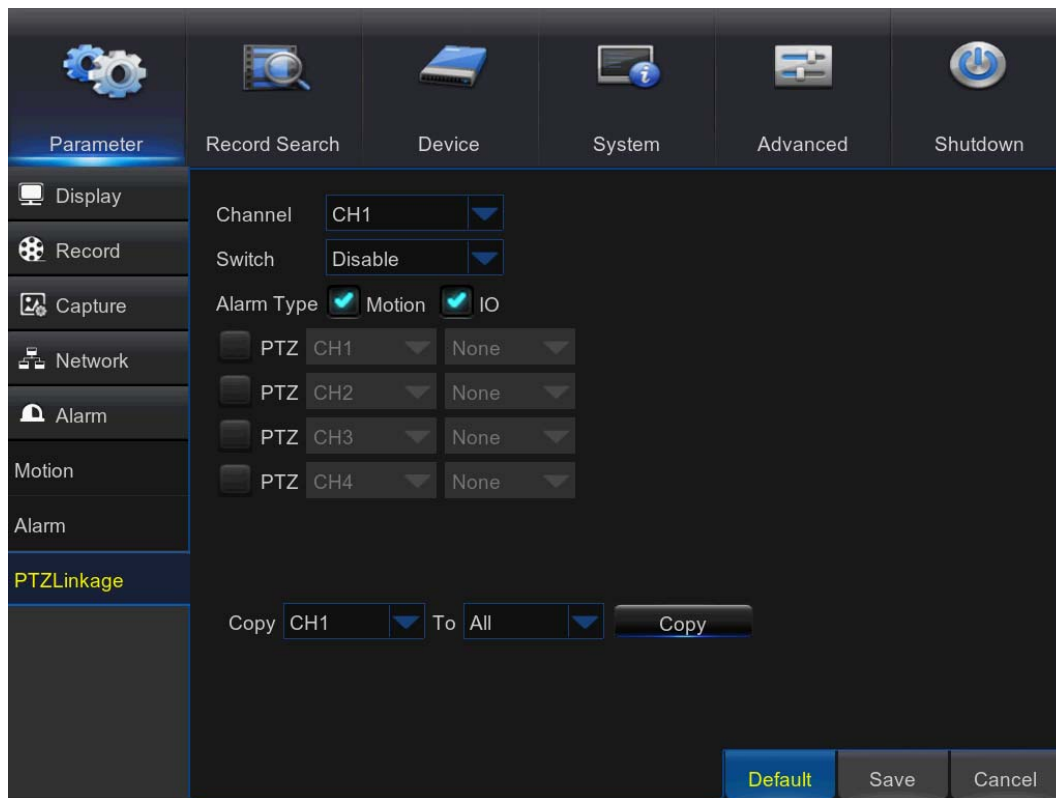 Parameter Record Search Device System Advanced Shutdown
Display
Record
Capture
Network
Alarm
Motion
Alarm
PTZLinkage
Channel CH1
Switch Disable
Alarm Type Motion IO
PTZ CH1 None
PTZ CH2 None
PTZ CH3 None
PTZ CH4 None
Copy CH1 To All Copy
Default Save Cancel